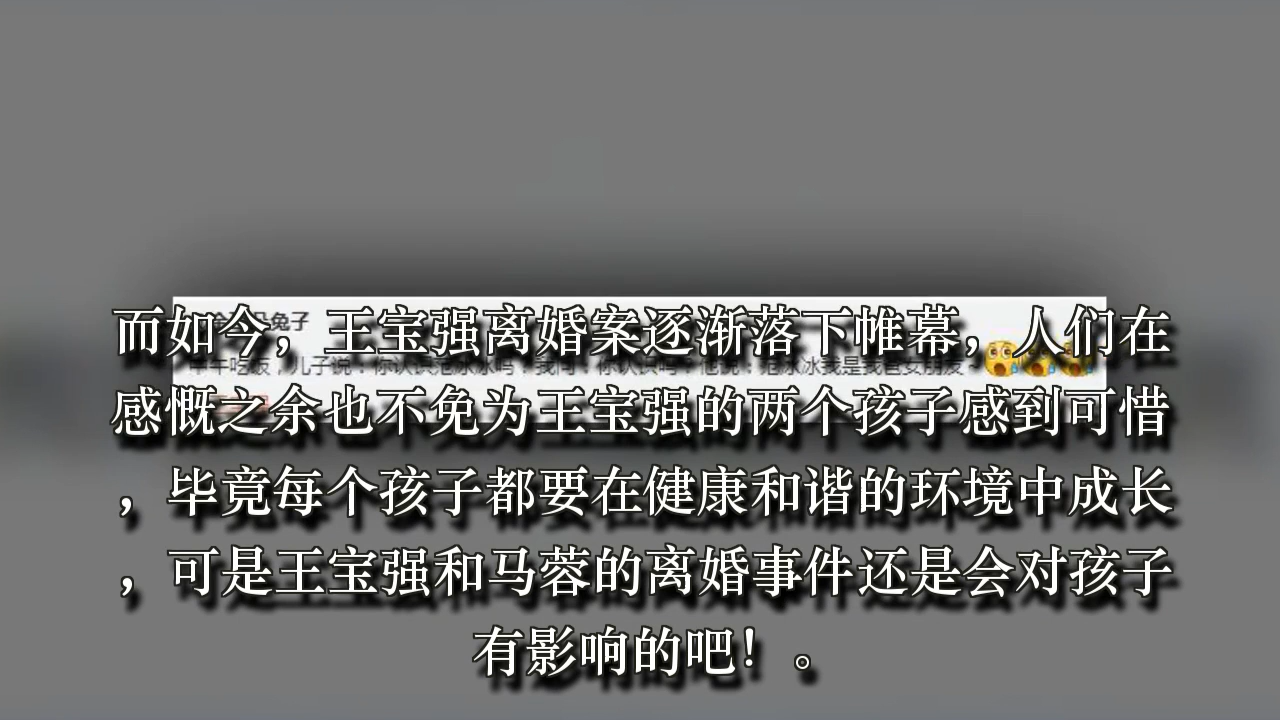 而如今，王宝强离婚案逐渐落下帷幕，人们在
感慨之余也不免为王宝强的两个孩子感到可惜
，毕竟每个孩子都要在健康和谐的环境中成长
，可是王宝强和马蓉的离婚事件还是会对孩子
有影响的吧！。
兔子